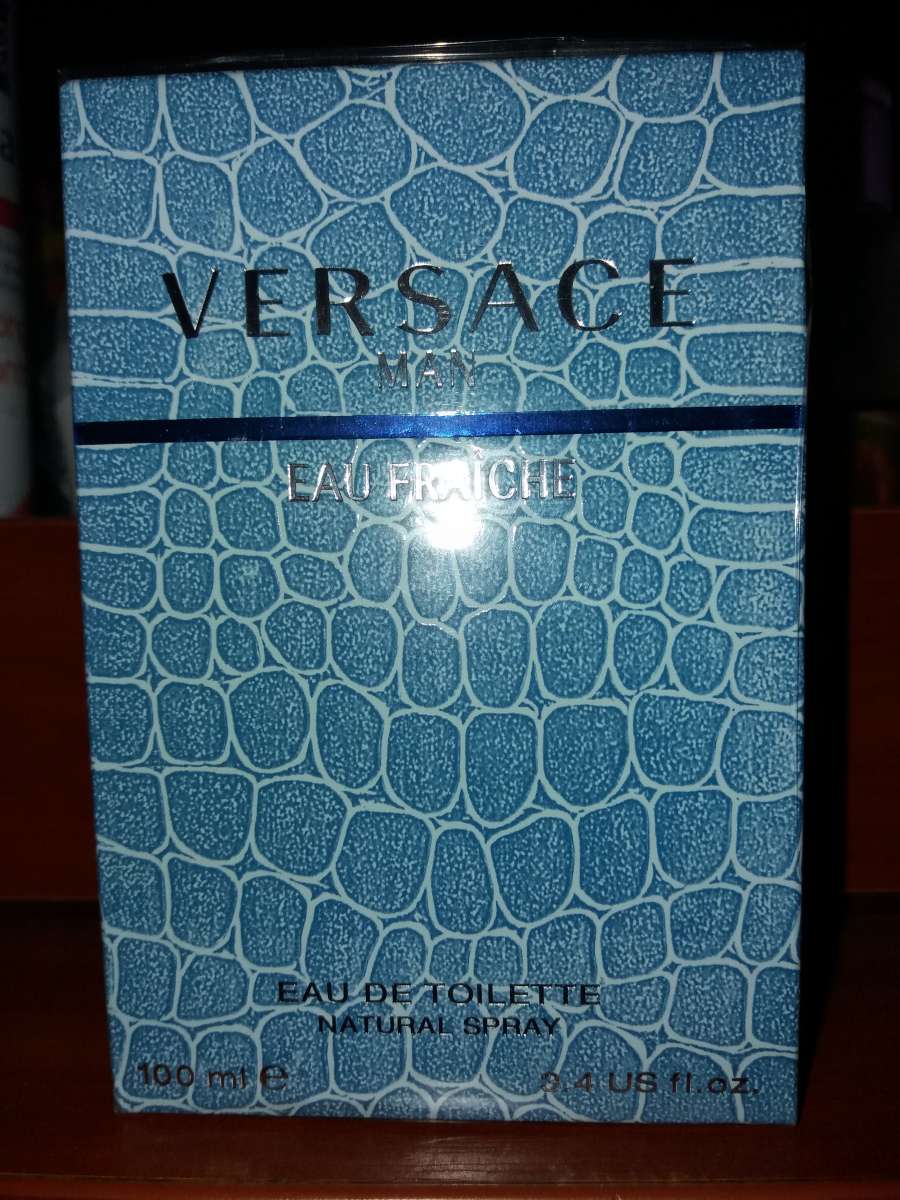 VERSACE
MAN
EAU FRAÎCHE
EAU DE TOILETTE
NATURAL SPRAY
100 ml e 3.4 US fl.oz.